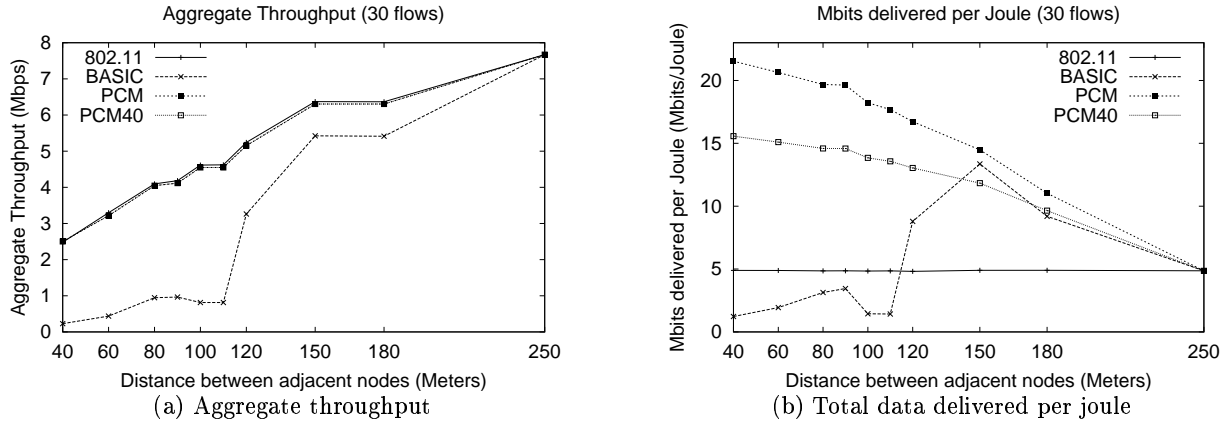 Aggregate Throughput (30 flows)
Aggregate Throughput (Mbps)
8
7
6
5
4
3
2
1
0
802.11
BASIC
PCM
PCM40
40 60 80 100 120 150 180 250
Distance between adjacent nodes (Meters)
(a) Aggregate throughput
Mbits delivered per Joule (30 flows)
Mbits delivered per Joule (Mbits/Joule)
20
15
10
5
0
802.11
BASIC
PCM
PCM40
40 60 80 100 120 150 180 250
Distance between adjacent nodes (Meters)
(b) Total data delivered per joule